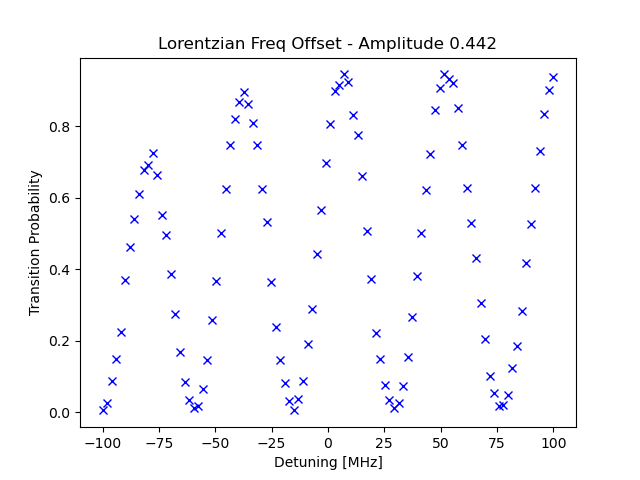 Lorentzian Freq Offset - Amplitude 0.442
Transition Probability
0.8
0.6
0.4
0.2
0.0
−100 −75 −50 −25 0 25 50 75 100
Detuning [MHz]